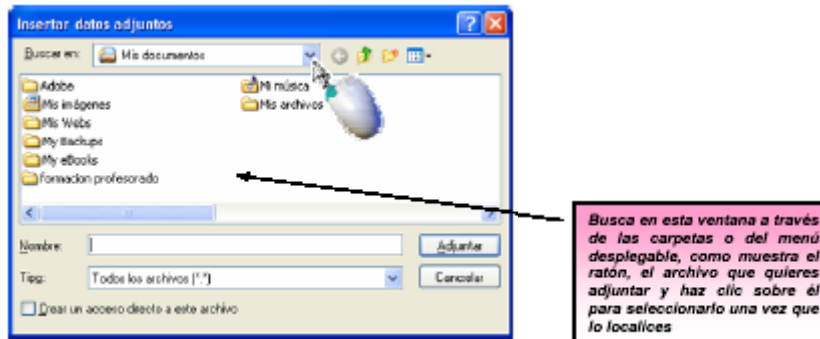 Insertar datos adjuntos
Buscar en: Mis documentos
Adobe
Mis imágenes
Mis Webs
My Backups
My eBooks
formacion profesorado
Mi música
Mis archivos
Nombre:
Adjuntar
Tipo: Todos los archivos (*.*)
Cancelar
Crear un acceso directo a este archivo
Busca en esta ventana a través
de las carpetas o del menú
desplegable, como muestra el
ratón, el archivo que quieres
adjuntar y haz clic sobre él
para seleccionarlo una vez que
lo localices